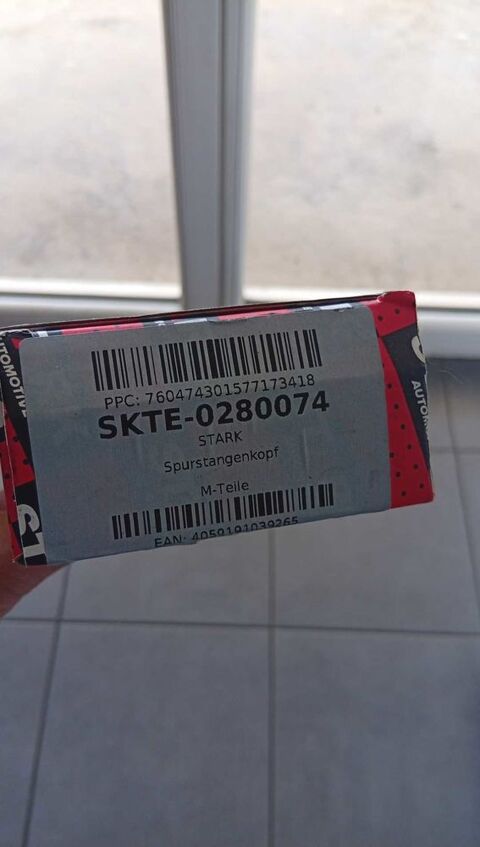 PPC: 760474301577173418
SKTE-0280074
STARK
Spurstangenkopf
M-Teile
EAN: 4059191039265